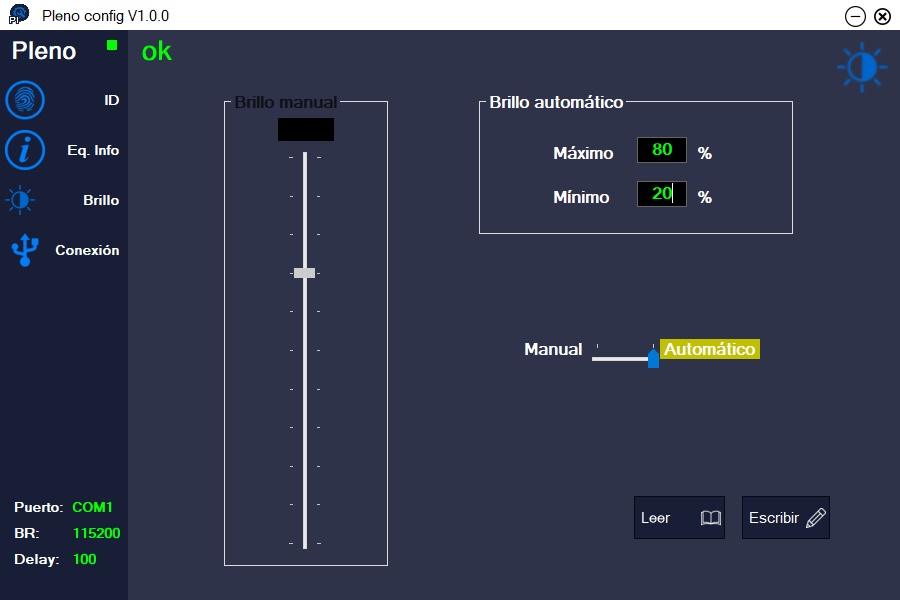 Pleno config V1.0.0
Pleno
ok
ID
Eq. Info
Brillo
Conexión
Brillo manual
Brillo automático
Máximo 80 %
Mínimo 20 %
Manual Automático
Leer
Escribir
Puerto: COM1
BR: 115200
Delay: 100